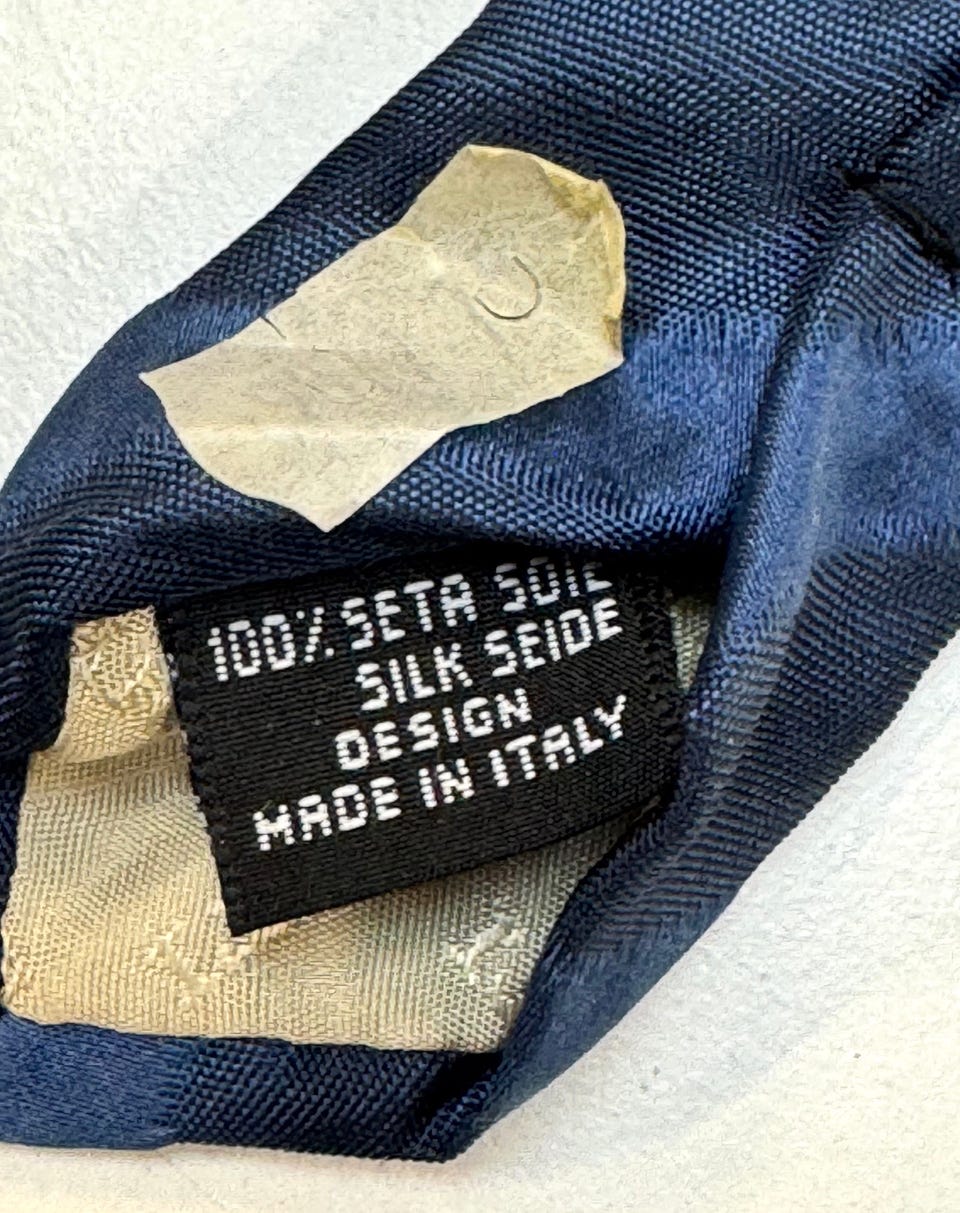 100% SETA SOIE
SILK SEIDE
DESIGN
MADE IN ITALY